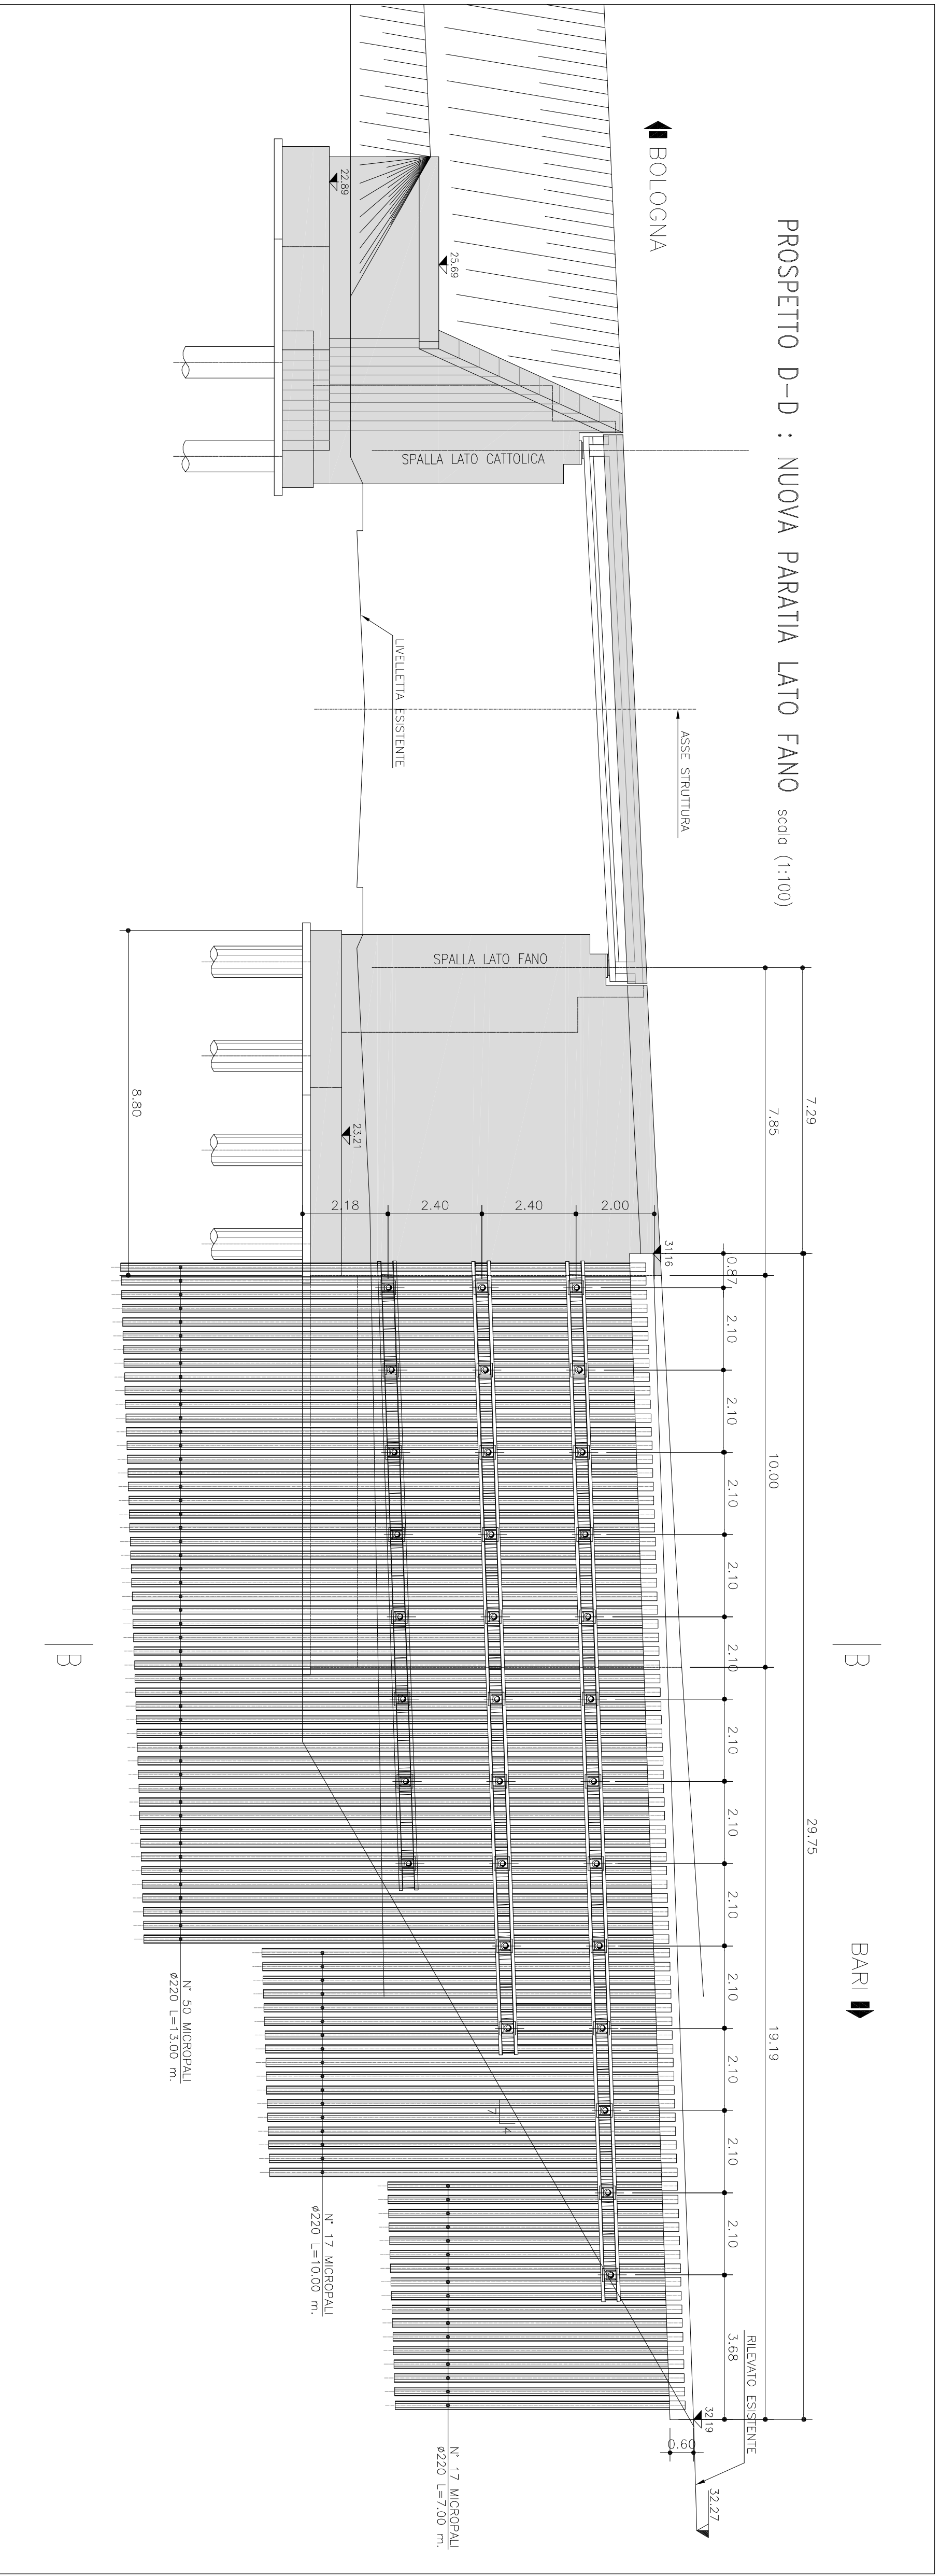 PROSPETTO D-D : NUOVA PARATIA LATO FANO scala (1:100)
BOLOGNA
BARI
ASSE STRUTTURA
LIVELLETTA ESISTENTE
SPALLA LATO CATTOLICA
SPALLA LATO FANO
RILEVATO ESISTENTE
22.89
25.69
23.21
31.16
32.19
32.27
7.29
29.75
7.85
10.00
19.19
0.87
2.10
2.10
2.10
2.10
2.10
2.10
2.10
2.10
2.10
2.10
2.10
2.10
3.68
0.60
2.18
2.40
2.40
2.00
8.80
7
4
B
B
N° 50 MICROPALI
ø220 L=13.00 m.
N° 17 MICROPALI
ø220 L=10.00 m.
N° 17 MICROPALI
ø220 L=7.00 m.